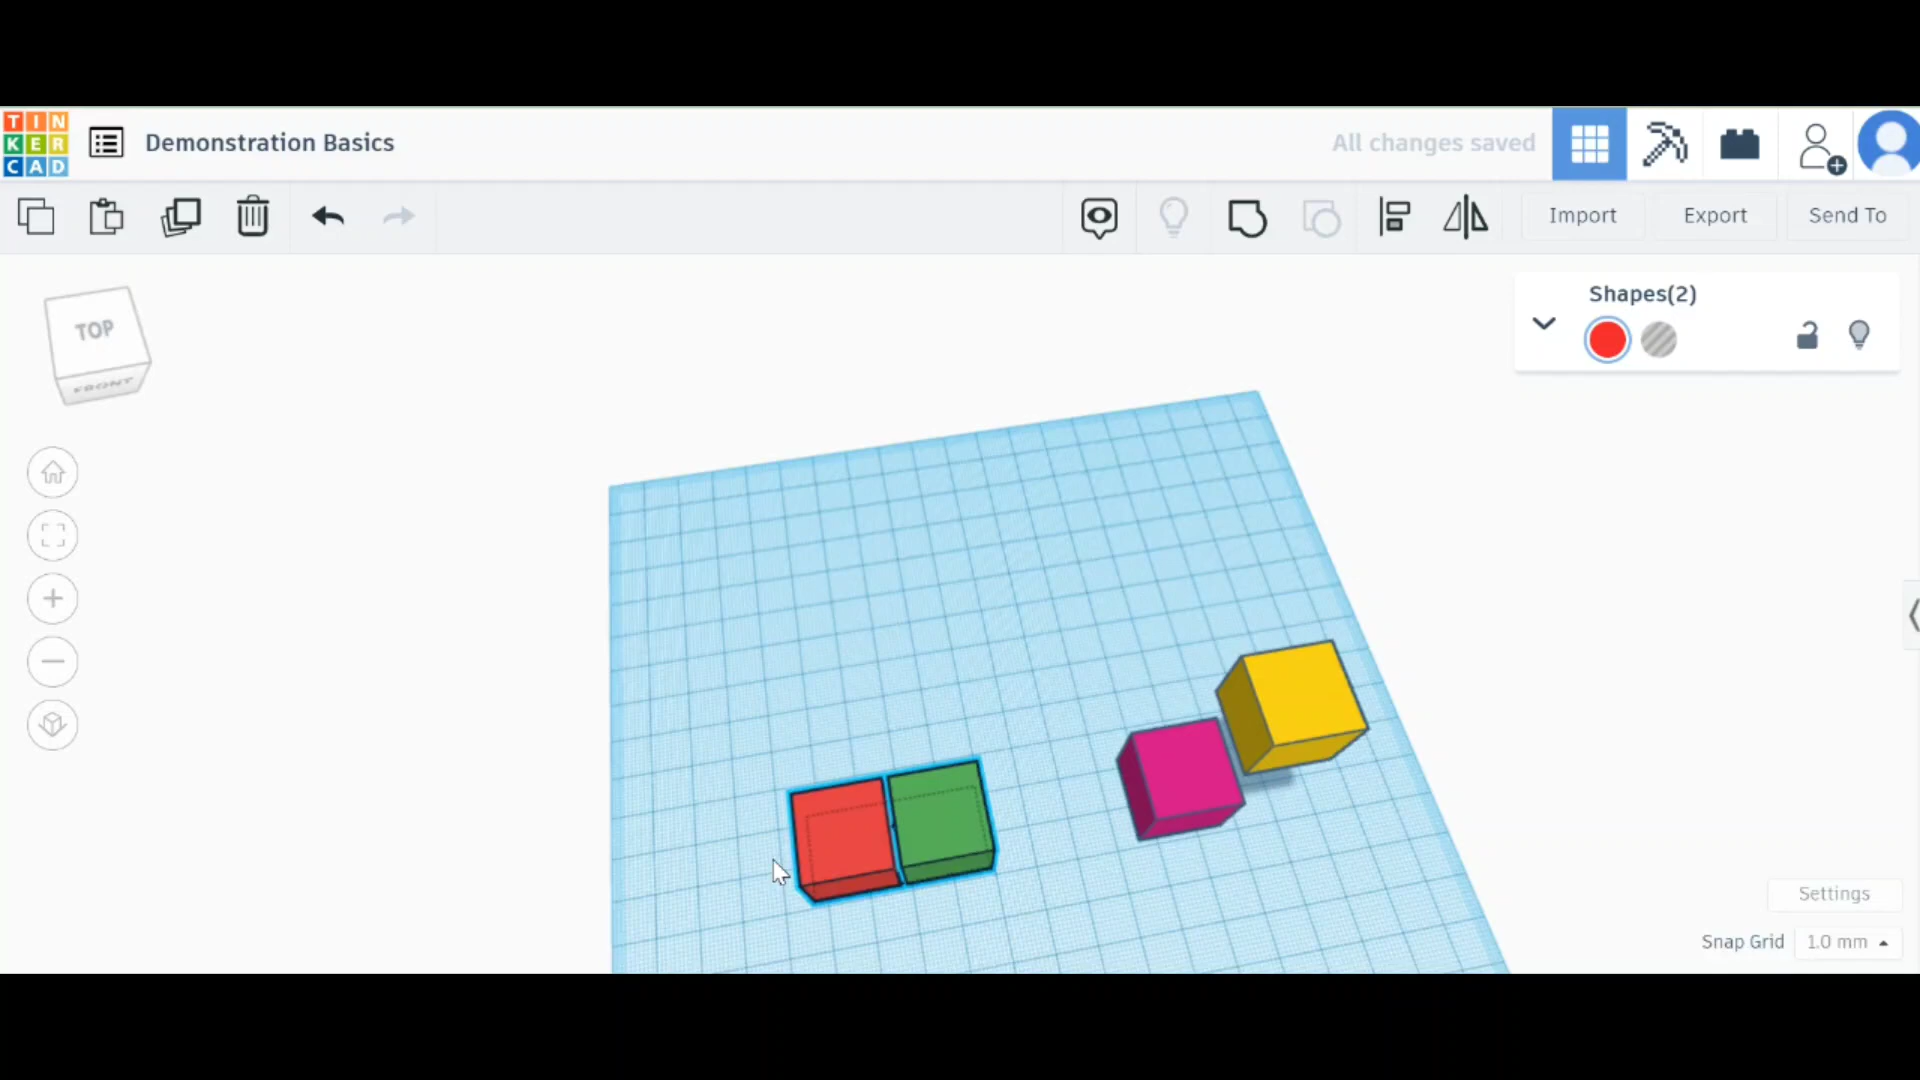 TIN
KER
CAD
Demonstration Basics
All changes saved
Import
Export
Send To
TOP
FRONT
Shapes(2)
Settings
Snap Grid
1.0 mm